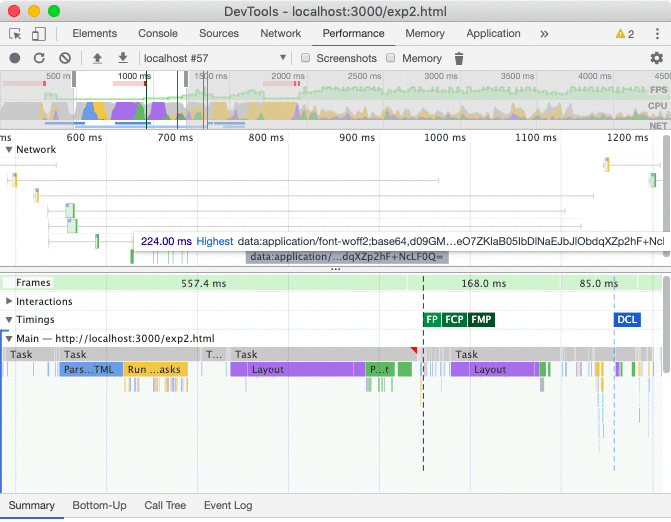 DevTools - localhost:3000/exp2.html
Elements Console Sources Network Performance Memory Application » 2
localhost #57 Screenshots Memory
500 ms 1000 ms 1500 ms 2000 ms 2500 ms 3000 ms 3500 ms 4000 ms 4500
FPS
CPU
NET
ms 600 ms 700 ms 800 ms 900 ms 1000 ms 1100 ms 1200 ms
Network
224.00 ms Highest data:application/font-woff2;base64,d09GM…eO7ZKlaB05IbDlNaEJbJlObdqXZp2hF+NcL
data:application/…dqXZp2hF+NcLF0Q=
Frames 557.4 ms 168.0 ms 85.0 ms
Interactions
Timings FP FCP FMP DCL
Main — http://localhost:3000/exp2.html
Task Task T… Task Task
Pars…TML Run …asks Layout P…t Layout
Summary Bottom-Up Call Tree Event Log